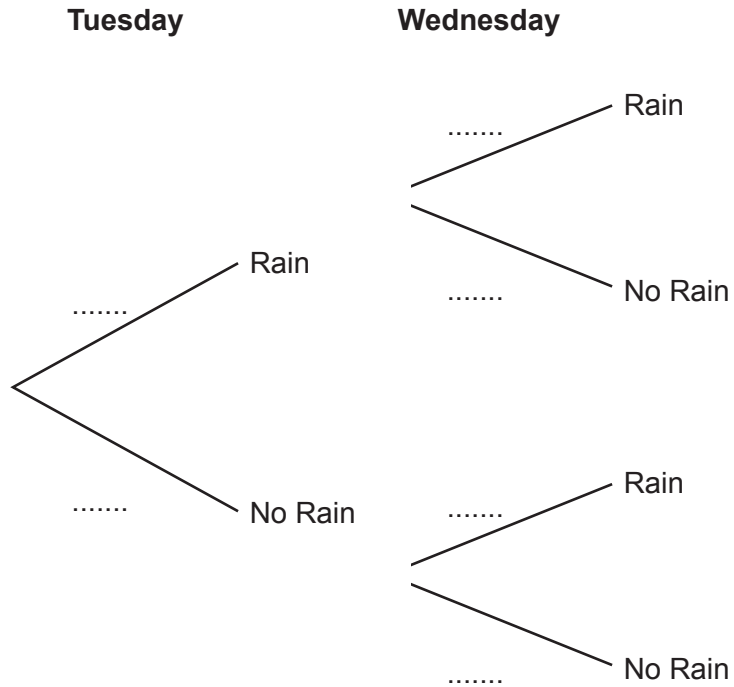 Tuesday Wednesday
....... Rain
Rain
.......
....... No Rain
....... Rain
....... No Rain
....... No Rain